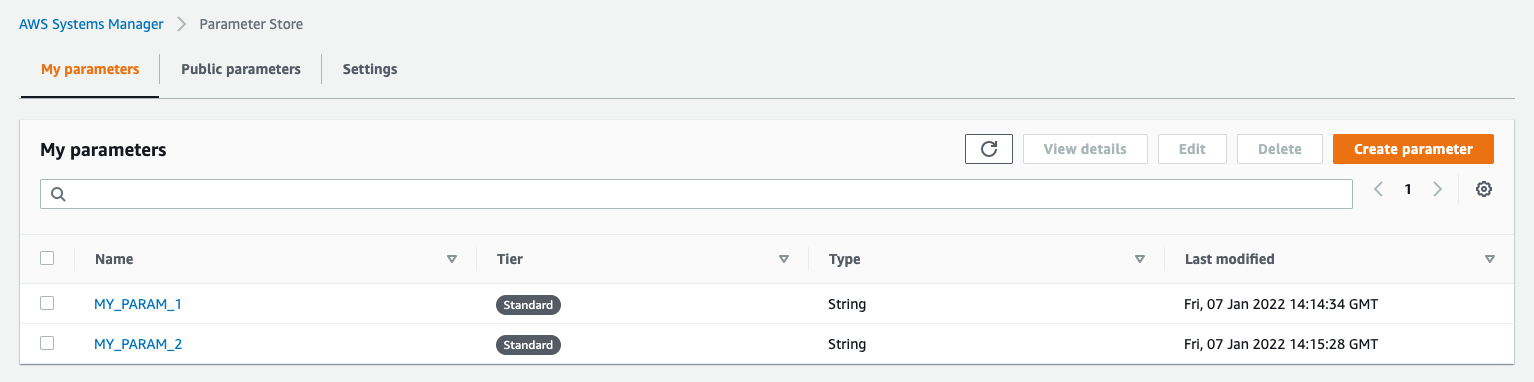 AWS Systems Manager > Parameter Store
My parameters Public parameters Settings
My parameters View details Edit Delete Create parameter
1
Name Tier Type Last modified
MY_PARAM_1 Standard String Fri, 07 Jan 2022 14:14:34 GMT
MY_PARAM_2 Standard String Fri, 07 Jan 2022 14:15:28 GMT